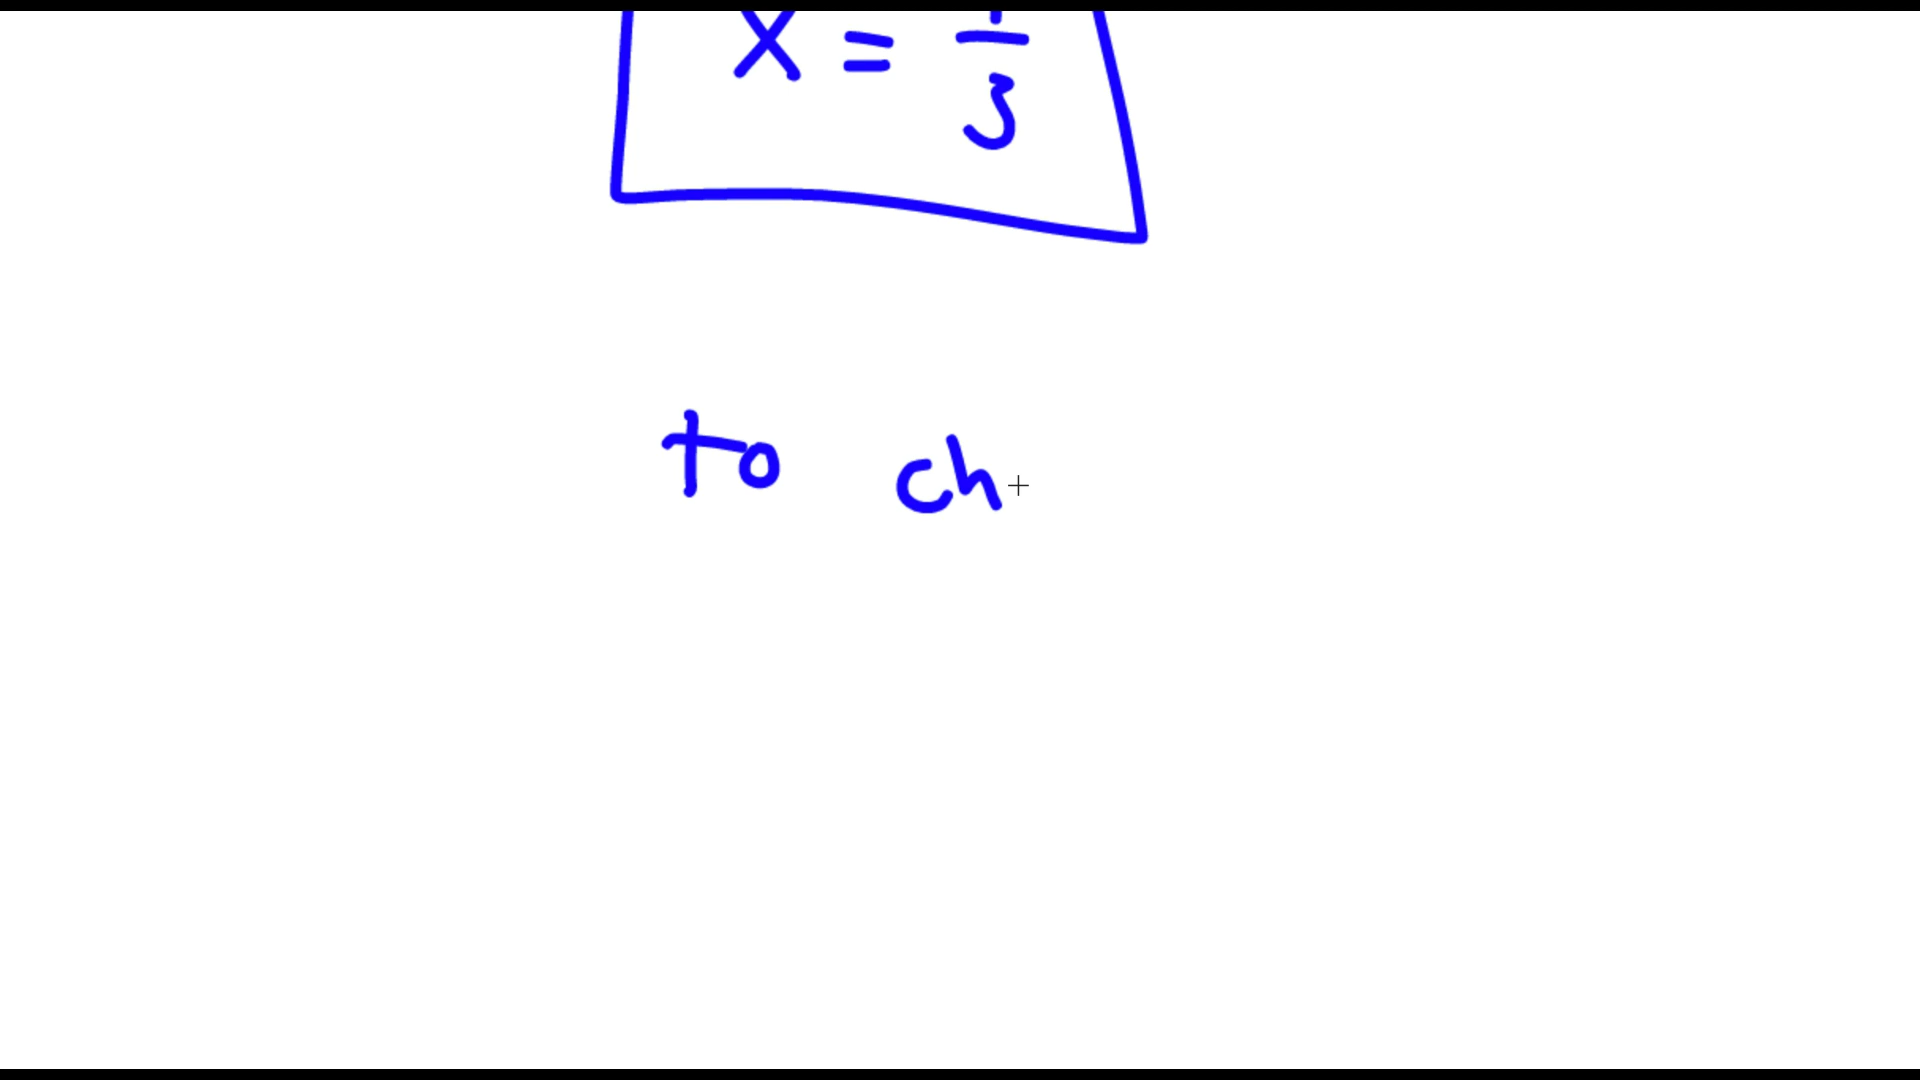 x = 1/3
to ch